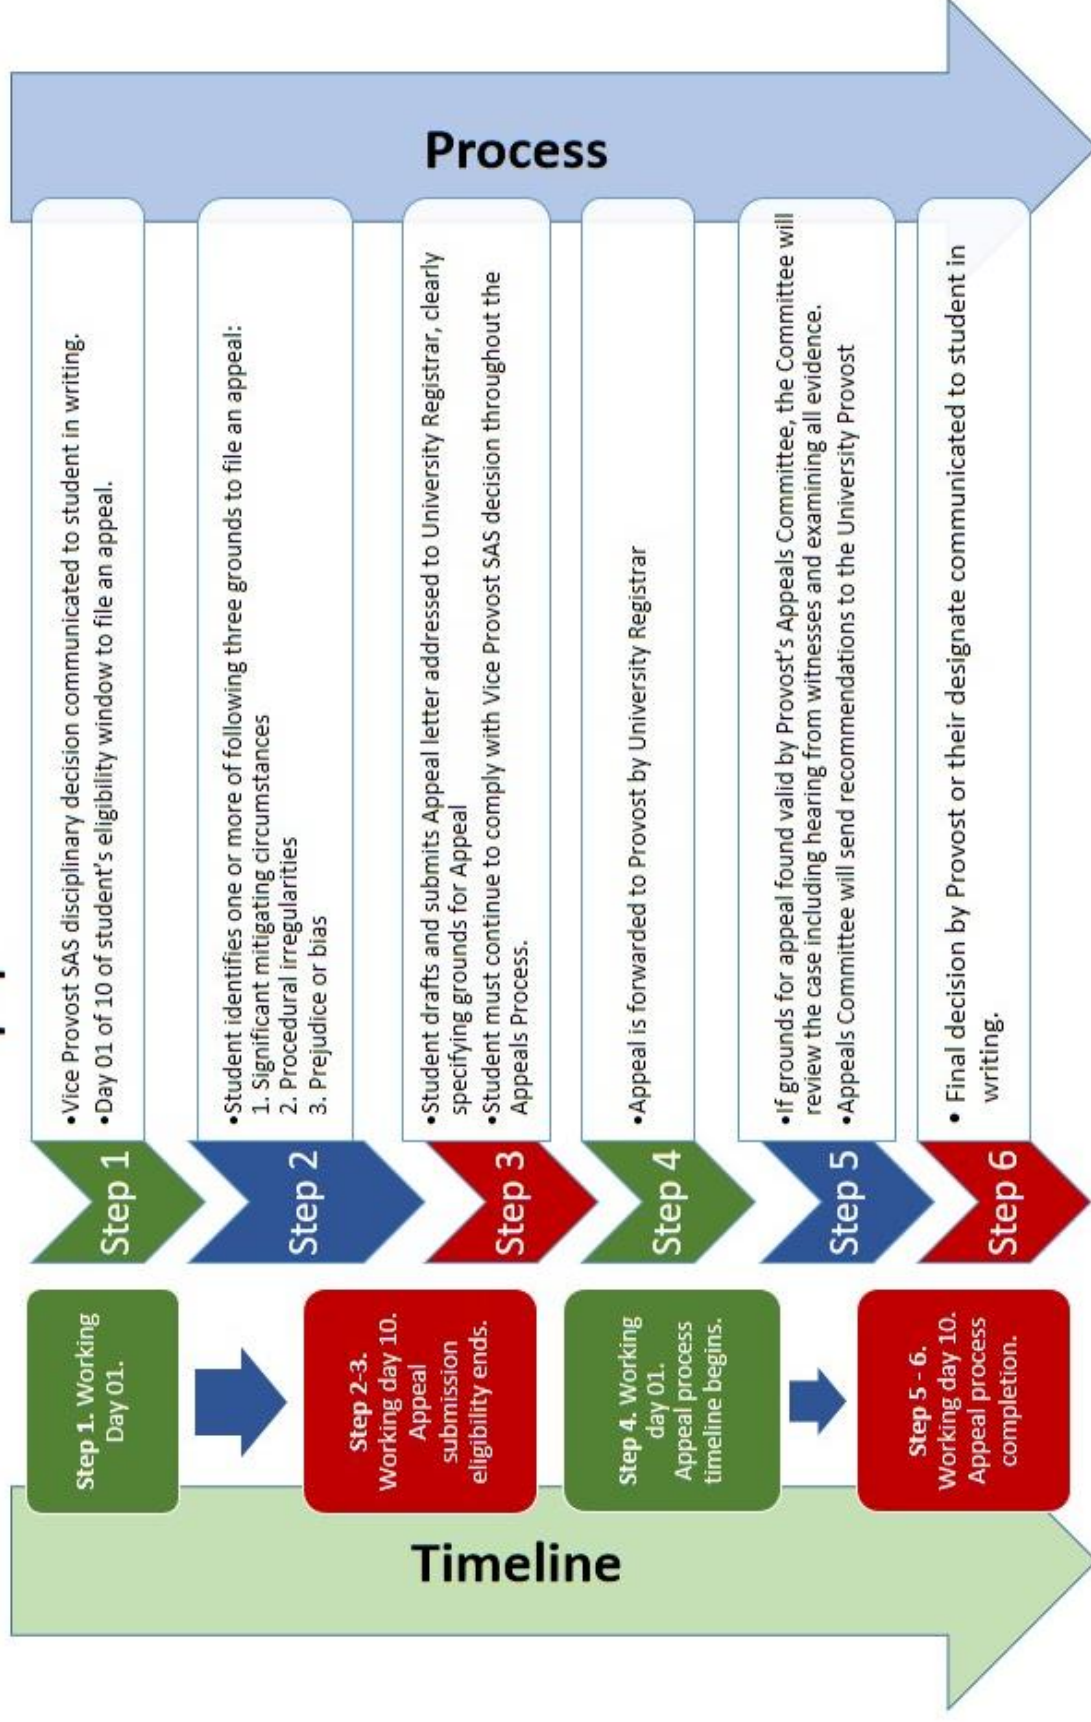 Timeline
Process
Step 1. Working
Day 01.
Step 2-3.
Working day 10.
Appeal
submission
eligibility ends.
Step 4. Working
day 01.
Appeal process
timeline begins.
Step 5 - 6.
Working day 10.
Appeal process
completion.
Step 1
•Vice Provost SAS disciplinary decision communicated to student in writing.
•Day 01 of 10 of student's eligibility window to file an appeal.
Step 2
•Student identifies one or more of following three grounds to file an appeal:
1. Significant mitigating circumstances
2. Procedural irregularities
3. Prejudice or bias
Step 3
•Student drafts and submits Appeal letter addressed to University Registrar, clearly
specifying grounds for Appeal
•Student must continue to comply with Vice Provost SAS decision throughout the
Appeals Process.
Step 4
•Appeal is forwarded to Provost by University Registrar
Step 5
•If grounds for appeal found valid by Provost's Appeals Committee, the Committee will
review the case including hearing from witnesses and examining all evidence.
•Appeals Committee will send recommendations to the University Provost
Step 6
• Final decision by Provost or their designate communicated to student in
writing.